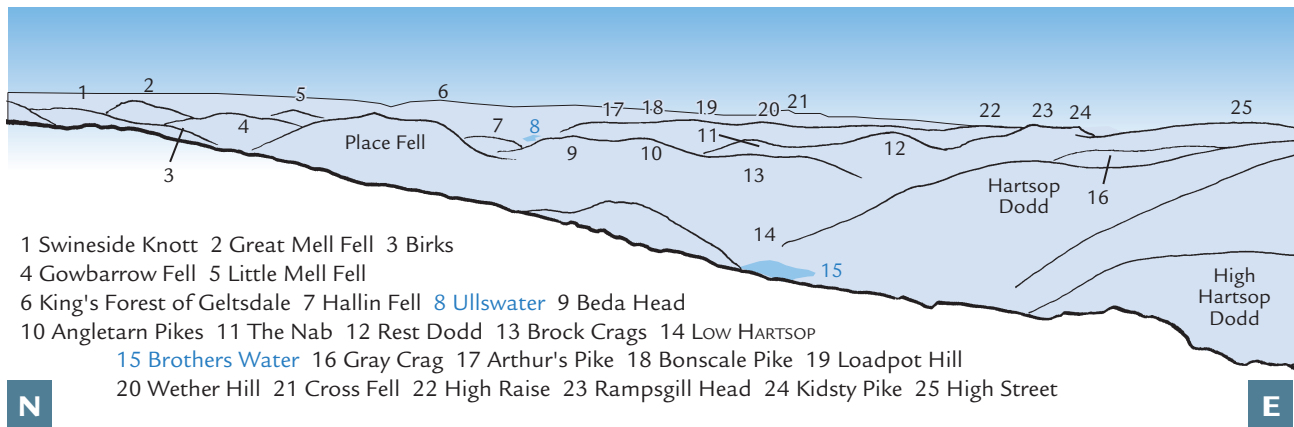 1 2 3 4 5 6 7 8 9 10 11 12 13 14 15 16 17 18 19 20 21 22 23 24 25
Place Fell
Hartsop
Dodd
High
Hartsop
Dodd
1 Swineside Knott 2 Great Mell Fell 3 Birks
4 Gowbarrow Fell 5 Little Mell Fell
6 King's Forest of Geltsdale 7 Hallin Fell 8 Ullswater 9 Beda Head
10 Angletarn Pikes 11 The Nab 12 Rest Dodd 13 Brock Crags 14 LOW HARTSOP
15 Brothers Water 16 Gray Crag 17 Arthur's Pike 18 Bonscale Pike 19 Loadpot Hill
20 Wether Hill 21 Cross Fell 22 High Raise 23 Rampsgill Head 24 Kidsty Pike 25 High Street
N
E